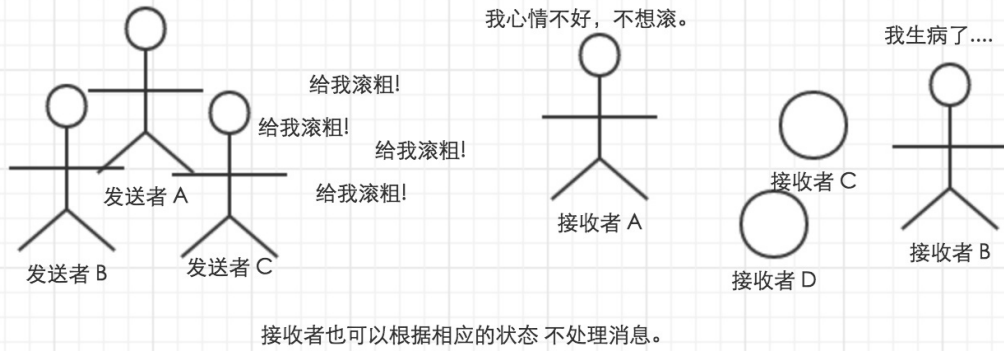 我心情不好，不想滚。
我生病了....
给我滚粗!
给我滚粗!
给我滚粗!
给我滚粗!
发送者 A
发送者 B
发送者 C
接收者 A
接收者 C
接收者 D
接收者 B
接收者也可以根据相应的状态 不处理消息。